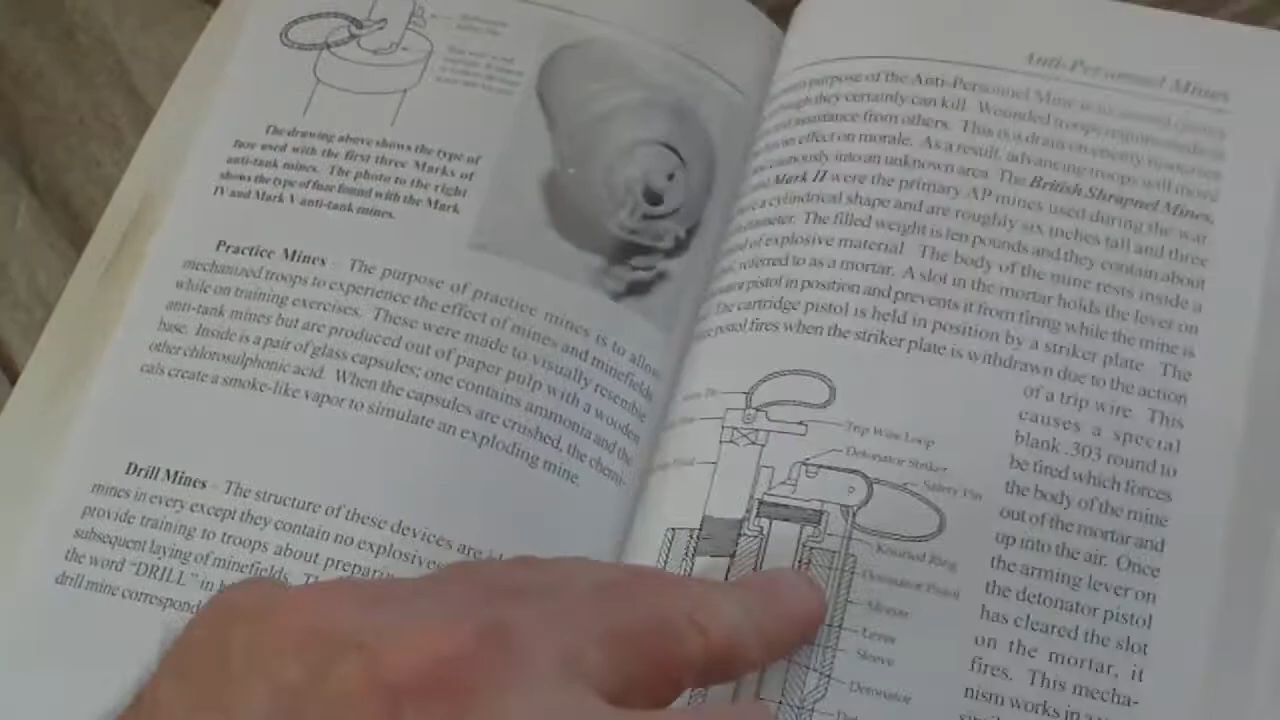 The drawing above shows the type of
fuze used with the first three Marks of
anti-tank mines. The photo to the right
shows the type of fuze found with the Mark
IV and Mark V anti-tank mines.
Practice Mines - The purpose of practice mines is to allow
mechanized troops to experience the effect of mines and minefields
while on training exercises. These were made to visually resemble
anti-tank mines but are produced out of paper pulp with a wooden
base. Inside is a pair of glass capsules; one contains ammonia and the
other chlorosulphonic acid. When the capsules are crushed, the chemi-
cals create a smoke-like vapor to simulate an exploding mine.
Drill Mines - The structure of these devices are
mines in every except they contain no explosives
provide training to troops about
subsequent laying of minefields.
the word "DRILL" in
drill mine
Anti-Personnel Mines
purpose of the Anti-Personnel Mine
they certainly can kill. Wounded troops
assistance from others. This is a drain on enemy resources
effect on morale. As a result, advancing troops will move
cautiously into an unknown area. The British Shrapnel Mines,
Mark II were the primary AP mines used during the war.
a cylindrical shape and are roughly six inches tall and three
The filled weight is ten pounds and they contain about
of explosive material. The body of the mine rests inside a
referred to as a mortar. A slot in the mortar holds the lever on
pistol in position and prevents it from firing while the mine is
The cartridge pistol is held in position by a striker plate. The
pistol fires when the striker plate is withdrawn due to the action
of a trip wire. This
causes a special
blank .303 round to
be fired which forces
the body of the mine
out of the mortar and
up into the air. Once
the arming lever on
the detonator pistol
has cleared the slot
on the mortar, it
fires. This mecha-
nism works in
Trip Wire Loop
Detonator Striker
Safety Pin
Knurled Ring
Detonator Pistol
Mortar
Lever
Sleeve
Detonator